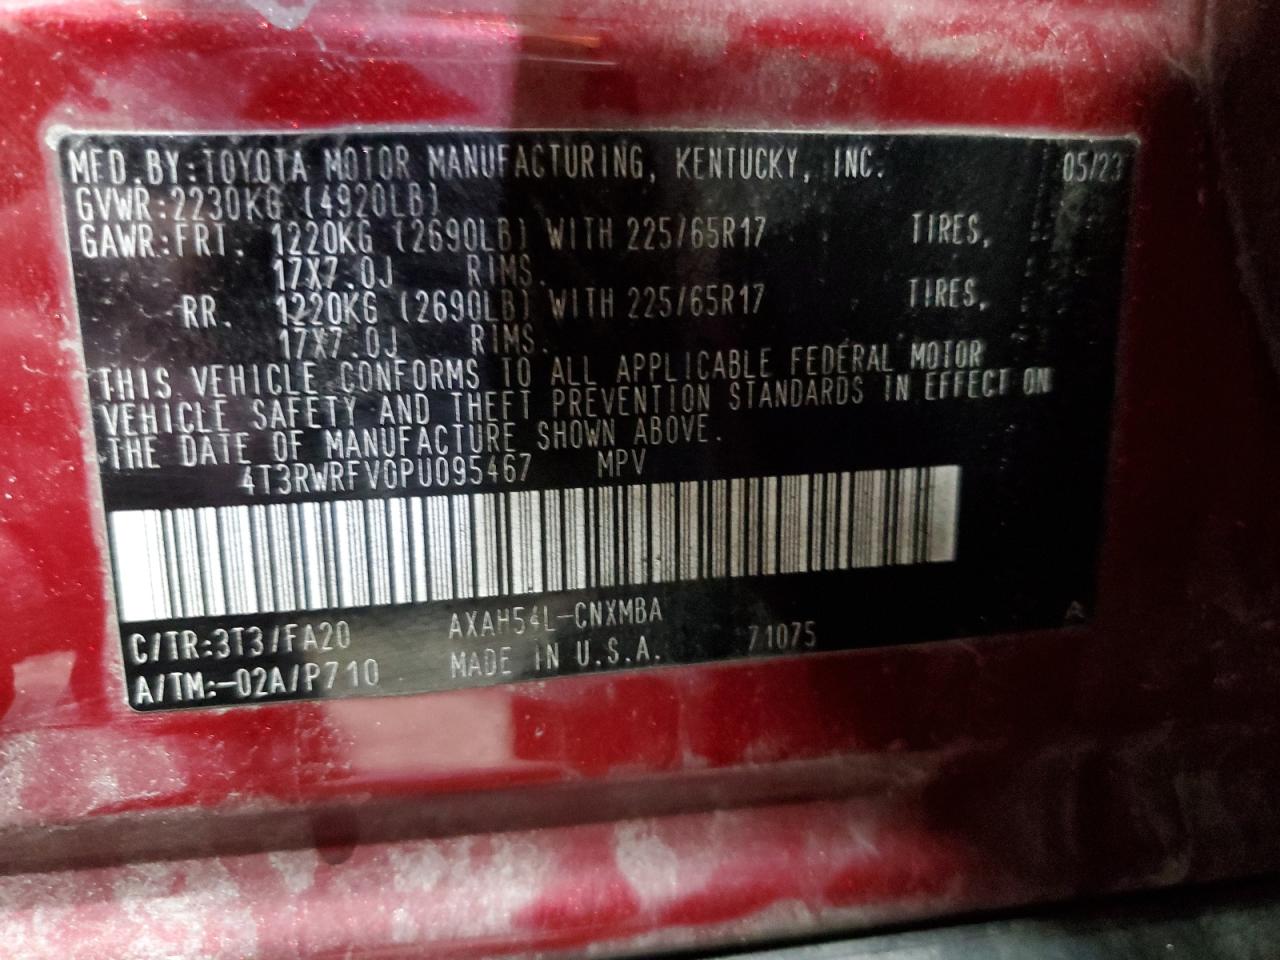 MFD.BY:TOYOTA MOTOR MANUFACTURING, KENTUCKY, INC. 05/23
GVWR:2230KG (4920LB)
GAWR:FRT. 1220KG (2690LB) WITH 225/65R17 TIRES,
17X7.0J RIMS.
RR. 1220KG (2690LB) WITH 225/65R17 TIRES,
17X7.0J RIMS.
THIS VEHICLE CONFORMS TO ALL APPLICABLE FEDERAL MOTOR
VEHICLE SAFETY AND THEFT PREVENTION STANDARDS IN EFFECT ON
THE DATE OF MANUFACTURE SHOWN ABOVE.
4T3RWRFV0PU095467 MPV
C/TR:3T3/FA20 AXAH54L-CNXMBA A
A/TM:-02A/P710 MADE IN U.S.A. 71075